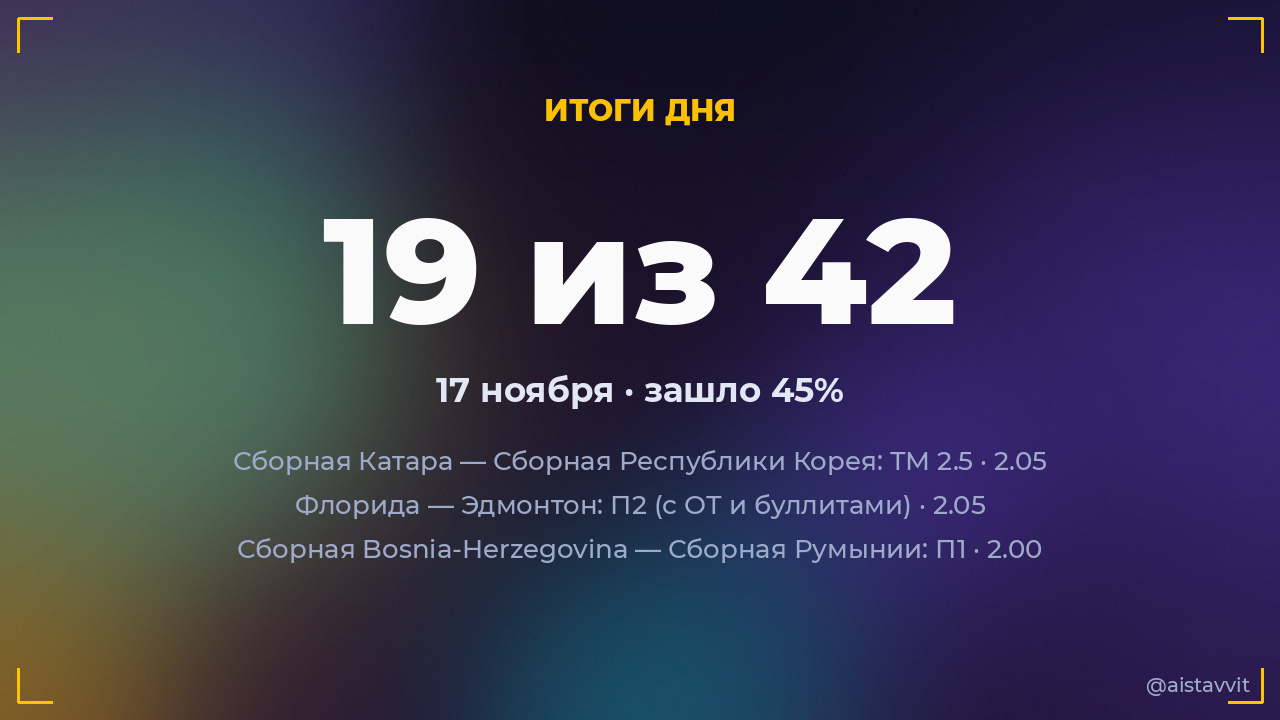 ИТОГИ ДНЯ
19 из 42
17 ноября · зашло 45%
Сборная Катара — Сборная Республики Корея: ТМ 2.5 · 2.05
Флорида — Эдмонтон: П2 (с ОТ и буллитами) · 2.05
Сборная Bosnia-Herzegovina — Сборная Румынии: П1 · 2.00
@aistavvit